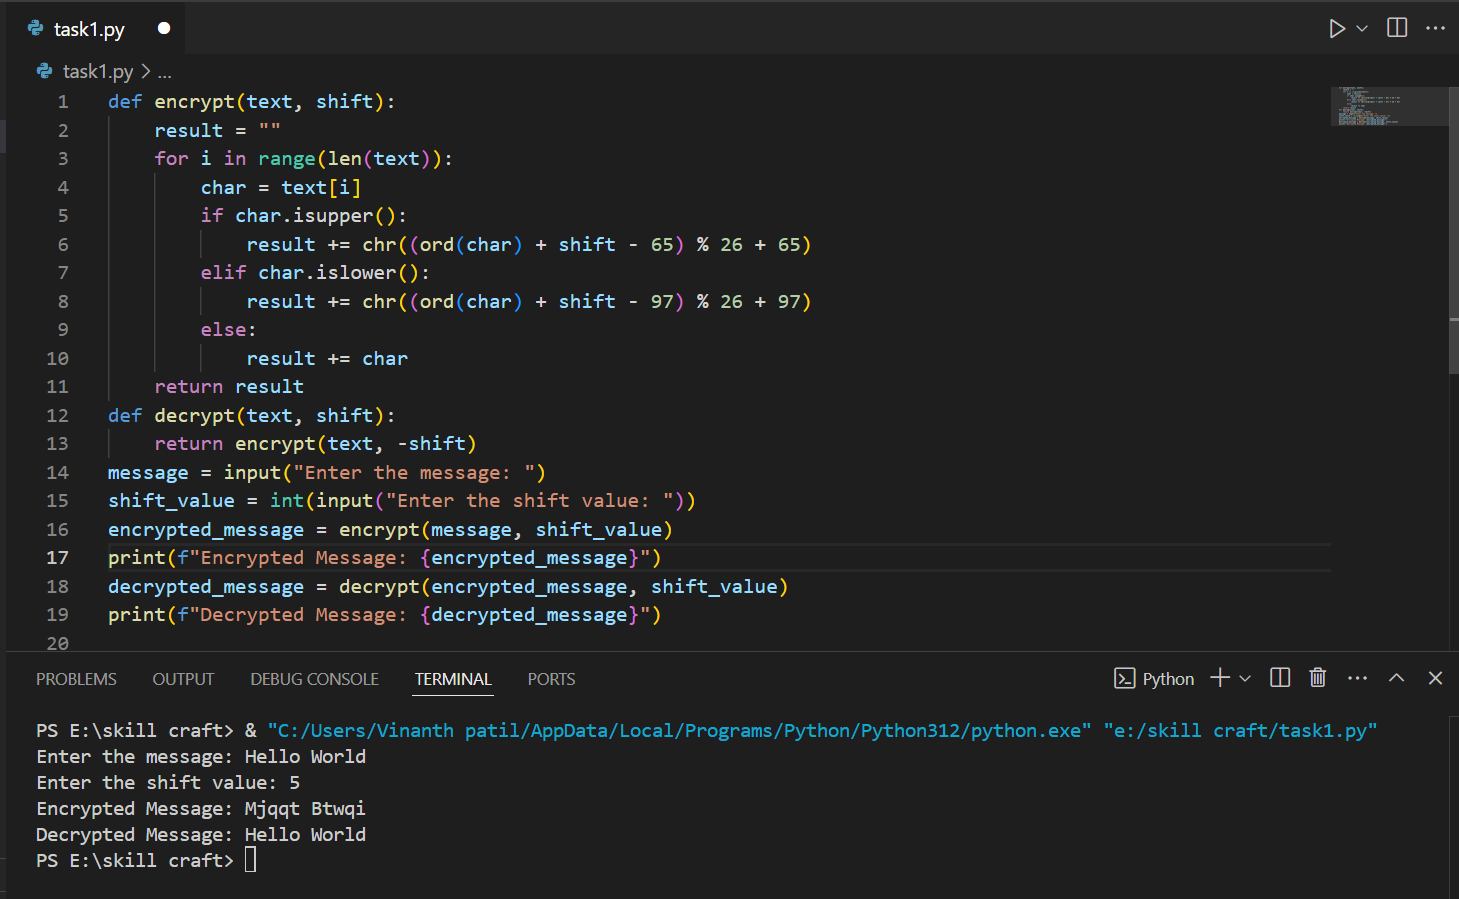 task1.py
task1.py > ...
1 def encrypt(text, shift):
2     result = ""
3     for i in range(len(text)):
4         char = text[i]
5         if char.isupper():
6             result += chr((ord(char) + shift - 65) % 26 + 65)
7         elif char.islower():
8             result += chr((ord(char) + shift - 97) % 26 + 97)
9         else:
10             result += char
11     return result
12 def decrypt(text, shift):
13     return encrypt(text, -shift)
14 message = input("Enter the message: ")
15 shift_value = int(input("Enter the shift value: "))
16 encrypted_message = encrypt(message, shift_value)
17 print(f"Encrypted Message: {encrypted_message}")
18 decrypted_message = decrypt(encrypted_message, shift_value)
19 print(f"Decrypted Message: {decrypted_message}")
20
PROBLEMS OUTPUT DEBUG CONSOLE TERMINAL PORTS Python
PS E:\skill craft> & "C:/Users/Vinanth patil/AppData/Local/Programs/Python/Python312/python.exe" "e:/skill craft/task1.py"
Enter the message: Hello World
Enter the shift value: 5
Encrypted Message: Mjqqt Btwqi
Decrypted Message: Hello World
PS E:\skill craft>